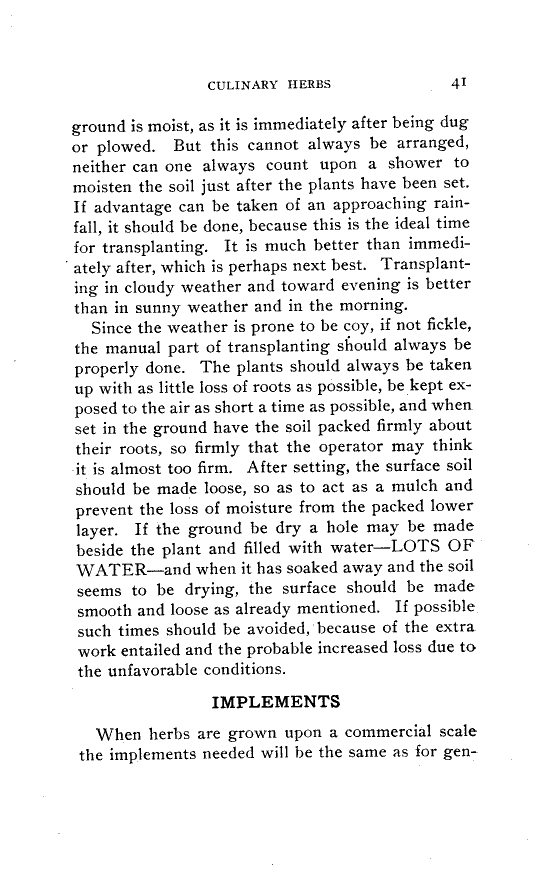 CULINARY HERBS 41
ground is moist, as it is immediately after being dug
or plowed. But this cannot always be arranged,
neither can one always count upon a shower to
moisten the soil just after the plants have been set.
If advantage can be taken of an approaching rain-
fall, it should be done, because this is the ideal time
for transplanting. It is much better than immedi-
ately after, which is perhaps next best. Transplant-
ing in cloudy weather and toward evening is better
than in sunny weather and in the morning.
Since the weather is prone to be coy, if not fickle,
the manual part of transplanting should always be
properly done. The plants should always be taken
up with as little loss of roots as possible, be kept ex-
posed to the air as short a time as possible, and when
set in the ground have the soil packed firmly about
their roots, so firmly that the operator may think
it is almost too firm. After setting, the surface soil
should be made loose, so as to act as a mulch and
prevent the loss of moisture from the packed lower
layer. If the ground be dry a hole may be made
beside the plant and filled with water—LOTS OF
WATER—and when it has soaked away and the soil
seems to be drying, the surface should be made
smooth and loose as already mentioned. If possible
such times should be avoided, because of the extra
work entailed and the probable increased loss due to
the unfavorable conditions.
IMPLEMENTS
When herbs are grown upon a commercial scale
the implements needed will be the same as for gen-